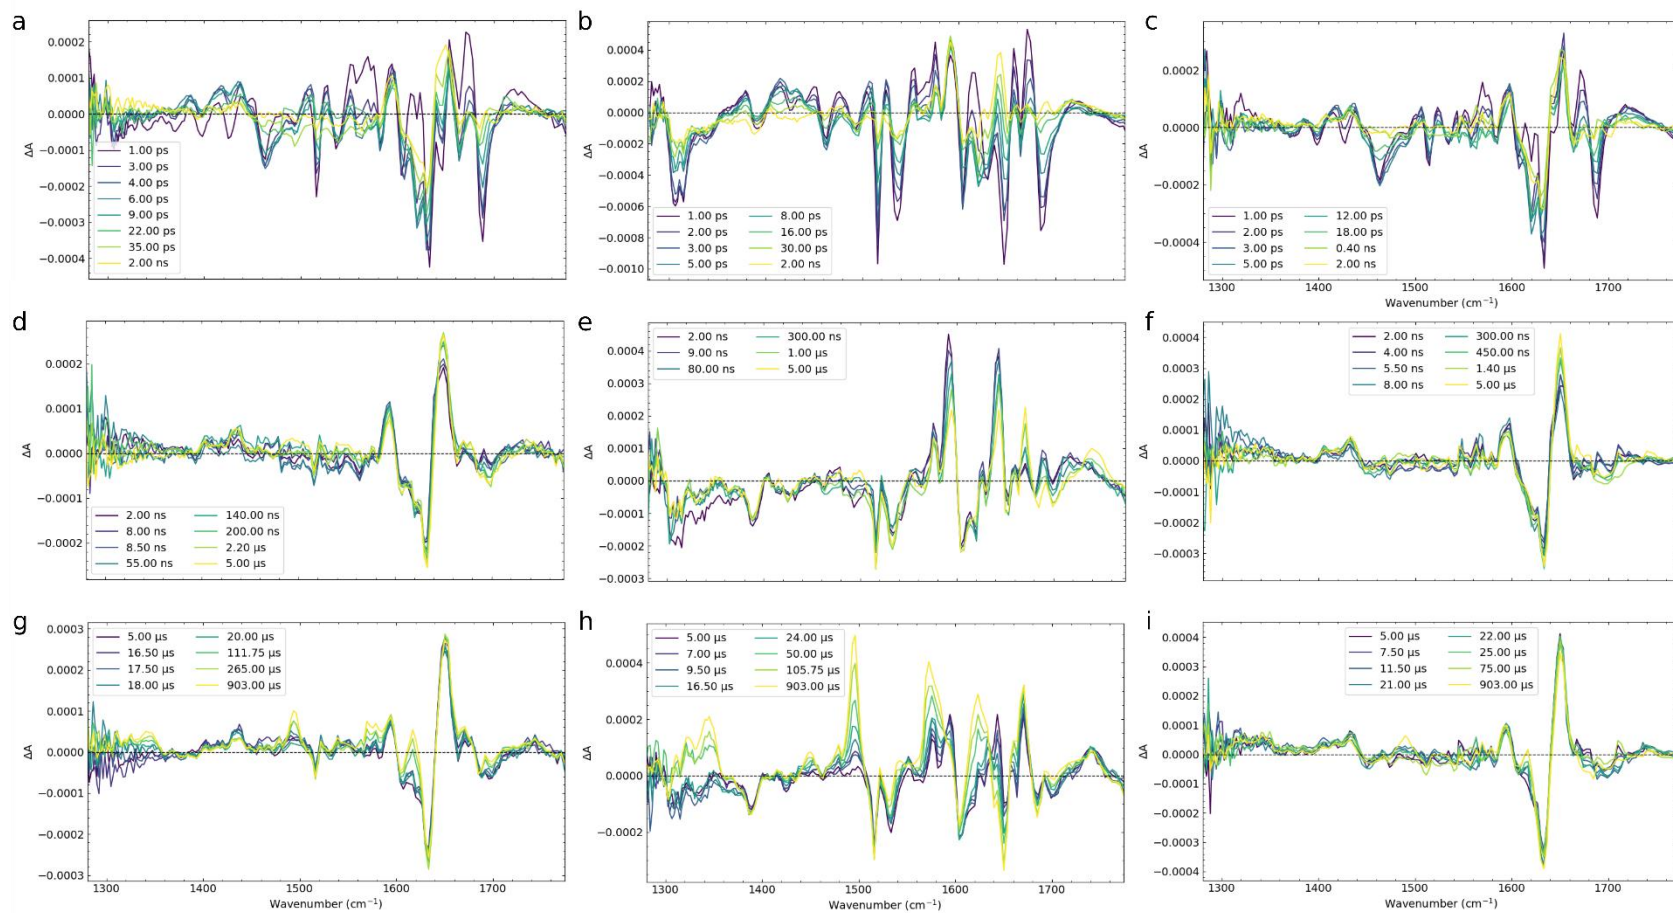 a
0.0002
0.0001
0.0000
−0.0001
−0.0002
−0.0003
−0.0004
ΔA
1.00 ps
3.00 ps
4.00 ps
6.00 ps
9.00 ps
22.00 ps
35.00 ps
2.00 ns
b
0.0004
0.0002
0.0000
−0.0002
−0.0004
−0.0006
−0.0008
−0.0010
ΔA
1.00 ps 8.00 ps
2.00 ps 16.00 ps
3.00 ps 30.00 ps
5.00 ps 2.00 ns
c
0.0002
0.0000
−0.0002
−0.0004
ΔA
1.00 ps 12.00 ps
2.00 ps 18.00 ps
3.00 ps 0.40 ns
5.00 ps 2.00 ns
1300 1400 1500 1600 1700
Wavenumber (cm⁻¹)
d
0.0002
0.0001
0.0000
−0.0001
−0.0002
ΔA
2.00 ns 140.00 ns
8.00 ns 200.00 ns
8.50 ns 2.20 µs
55.00 ns 5.00 µs
e
0.0004
0.0003
0.0002
0.0001
0.0000
−0.0001
−0.0002
−0.0003
ΔA
2.00 ns 300.00 ns
9.00 ns 1.00 µs
80.00 ns 5.00 µs
f
0.0004
0.0003
0.0002
0.0001
0.0000
−0.0001
−0.0002
−0.0003
ΔA
2.00 ns 300.00 ns
4.00 ns 450.00 ns
5.50 ns 1.40 µs
8.00 ns 5.00 µs
g
0.0003
0.0002
0.0001
0.0000
−0.0001
−0.0002
−0.0003
ΔA
5.00 µs 20.00 µs
16.50 µs 111.75 µs
17.50 µs 265.00 µs
18.00 µs 903.00 µs
1300 1400 1500 1600 1700
Wavenumber (cm⁻¹)
h
0.0004
0.0002
0.0000
−0.0002
ΔA
5.00 µs 24.00 µs
7.00 µs 50.00 µs
9.50 µs 105.75 µs
16.50 µs 903.00 µs
1300 1400 1500 1600 1700
Wavenumber (cm⁻¹)
i
0.0004
0.0003
0.0002
0.0001
0.0000
−0.0001
−0.0002
−0.0003
−0.0004
ΔA
5.00 µs 22.00 µs
7.50 µs 25.00 µs
11.50 µs 75.00 µs
21.00 µs 903.00 µs
1300 1400 1500 1600 1700
Wavenumber (cm⁻¹)